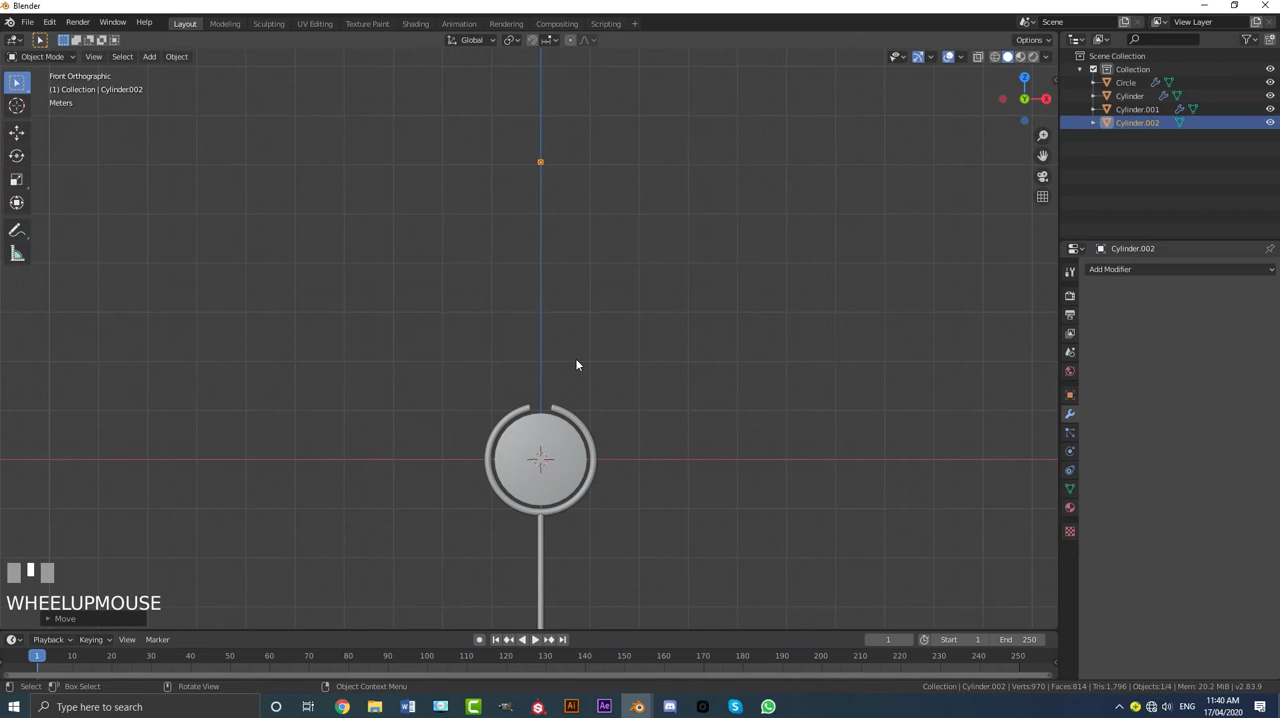 Blender
File Edit Render Window Help
Layout Modeling Sculpting UV Editing Texture Paint Shading Animation Rendering Compositing Scripting +
Scene
View Layer
Global
Options
Object Mode View Select Add Object
Front Orthographic
(1) Collection | Cylinder.002
Meters
Z
Y
X
Scene Collection
Collection
Circle
Cylinder
Cylinder.001
Cylinder.002
Cylinder.002
Add Modifier
WHEELUPMOUSE
Move
Playback Keying View Marker
1 Start 1 End 250
1 10 20 30 40 50 60 70 80 90 100 110 120 130 140 150 160 170 180 190 200 210 220 230 240 250
Select Box Select Rotate View Object Context Menu
Collection | Cylinder.002 | Verts:970 | Faces:814 | Tris:1,796 | Objects:1/4 | Mem: 20.2 MiB | v2.83.9
Type here to search
11:40 AM
17/04/2020